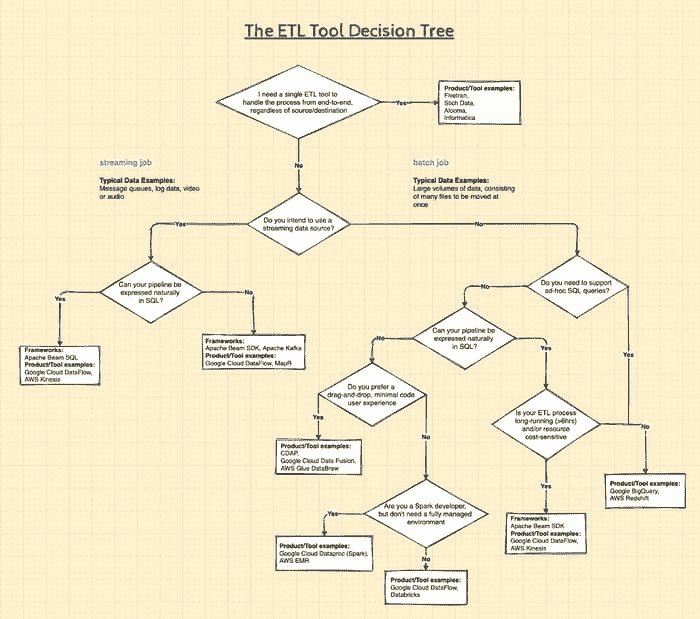 The ETL Tool Decision Tree
I need a single ETL tool to
handle the process from end-to-end,
regardless of source/destination
Yes
Product/Tool examples:
Fivetran,
Stich Data,
Alooma,
Informatica
No
streaming job
Typical Data Examples:
Message queues, log data, video
or audio
batch job
Typical Data Examples:
Large volumes of data, consisting
of many files to be moved at
once
Do you intend to use a
streaming data source?
Yes
No
Can your pipeline be
expressed naturally
in SQL?
Yes
No
Frameworks:
Apache Beam SQL
Product/Tool examples:
Google Cloud DataFlow,
AWS Kinesis
Frameworks:
Apache Beam SDK, Apache Kafka
Product/Tool examples:
Google Cloud DataFlow, MapR
Do you need to support
ad-hoc SQL queries?
No
Yes
Can your pipeline be
expressed naturally
in SQL?
No
Yes
Do you prefer a
drag-and-drop, minimal code
user experience
Yes
No
CDAP,
Product/Tool examples:
Google Cloud Data Fusion,
AWS Glue DataBrew
Is your ETL process
long-running (>6hrs)
and/or resource
cost-sensitive
No
Yes
Product/Tool examples:
Google BigQuery,
AWS Redshift
Frameworks:
Apache Beam SDK
Product/Tool examples:
Google Cloud DataFlow,
AWS Kinesis
Are you a Spark developer,
but don't need a fully managed
environment
Yes
No
Product/Tool examples:
Google Cloud Dataproc (Spark),
AWS EMR
Product/Tool examples:
Google Cloud DataFlow,
Databricks